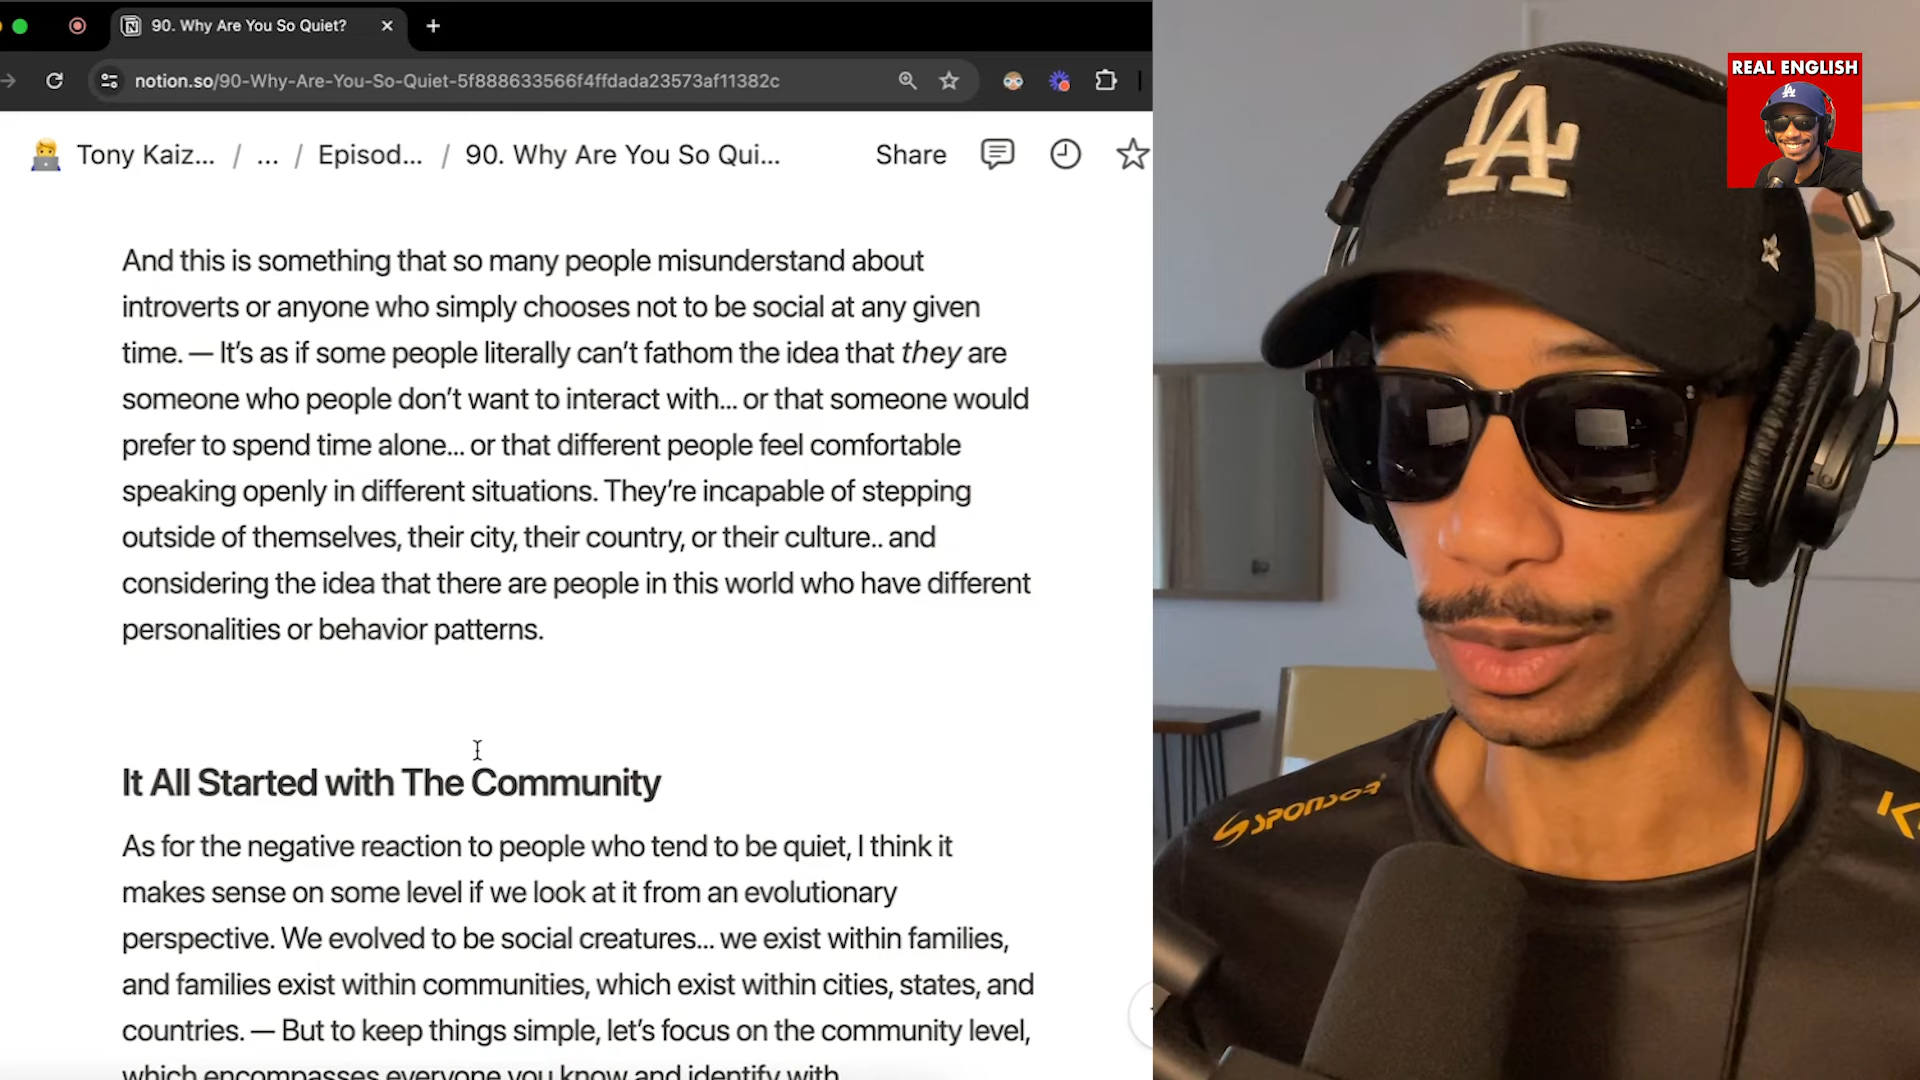 90. Why Are You So Quiet?
notion.so/90-Why-Are-You-So-Quiet-5f888633566f4ffdada23573af11382c
Tony Kaiz... / ... / Episod... / 90. Why Are You So Qui... Share
And this is something that so many people misunderstand about
introverts or anyone who simply chooses not to be social at any given
time. — It’s as if some people literally can’t fathom the idea that they are
someone who people don’t want to interact with... or that someone would
prefer to spend time alone... or that different people feel comfortable
speaking openly in different situations. They’re incapable of stepping
outside of themselves, their city, their country, or their culture.. and
considering the idea that there are people in this world who have different
personalities or behavior patterns.
It All Started with The Community
As for the negative reaction to people who tend to be quiet, I think it
makes sense on some level if we look at it from an evolutionary
perspective. We evolved to be social creatures... we exist within families,
and families exist within communities, which exist within cities, states, and
countries. — But to keep things simple, let’s focus on the community level,
which encompasses everyone you know and identify with
LA
REAL ENGLISH
LA
SPONSOR